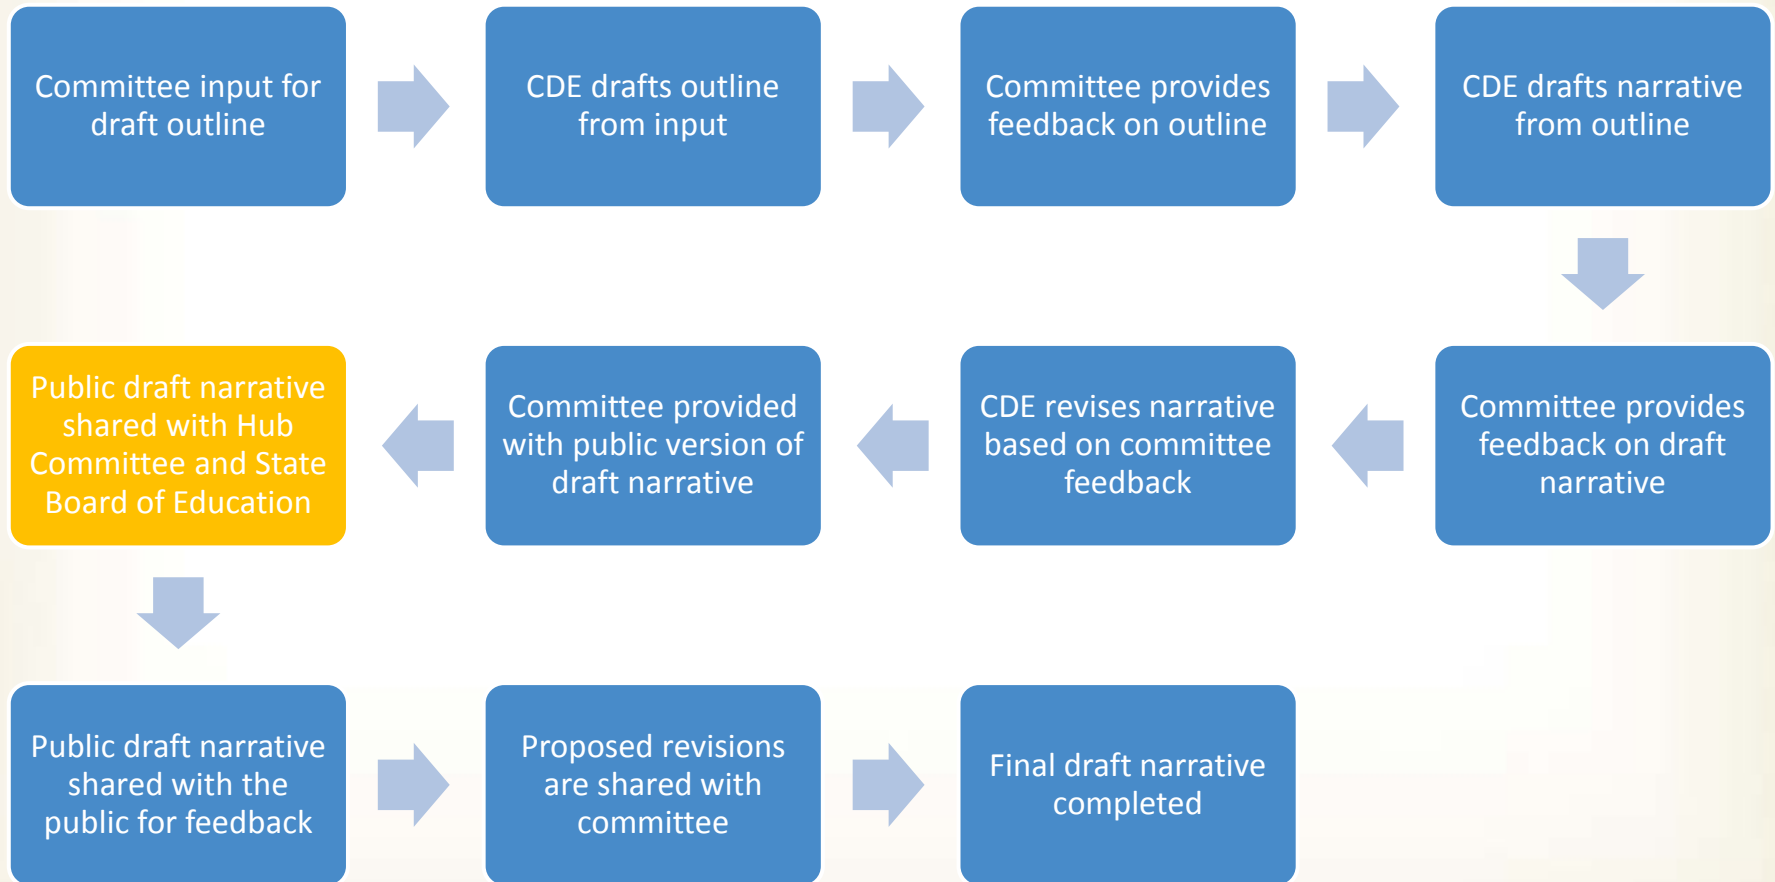 Committee input for
draft outline
CDE drafts outline
from input
Committee provides
feedback on outline
CDE drafts narrative
from outline
Committee provides
feedback on draft
narrative
CDE revises narrative
based on committee
feedback
Committee provided
with public version of
draft narrative
Public draft narrative
shared with Hub
Committee and State
Board of Education
Public draft narrative
shared with the
public for feedback
Proposed revisions
are shared with
committee
Final draft narrative
completed